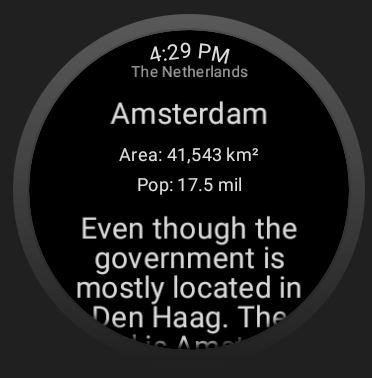 4:29 PM
The Netherlands
Amsterdam
Area: 41,543 km²
Pop: 17.5 mil
Even though the
government is
mostly located in
Den Haag. The
is